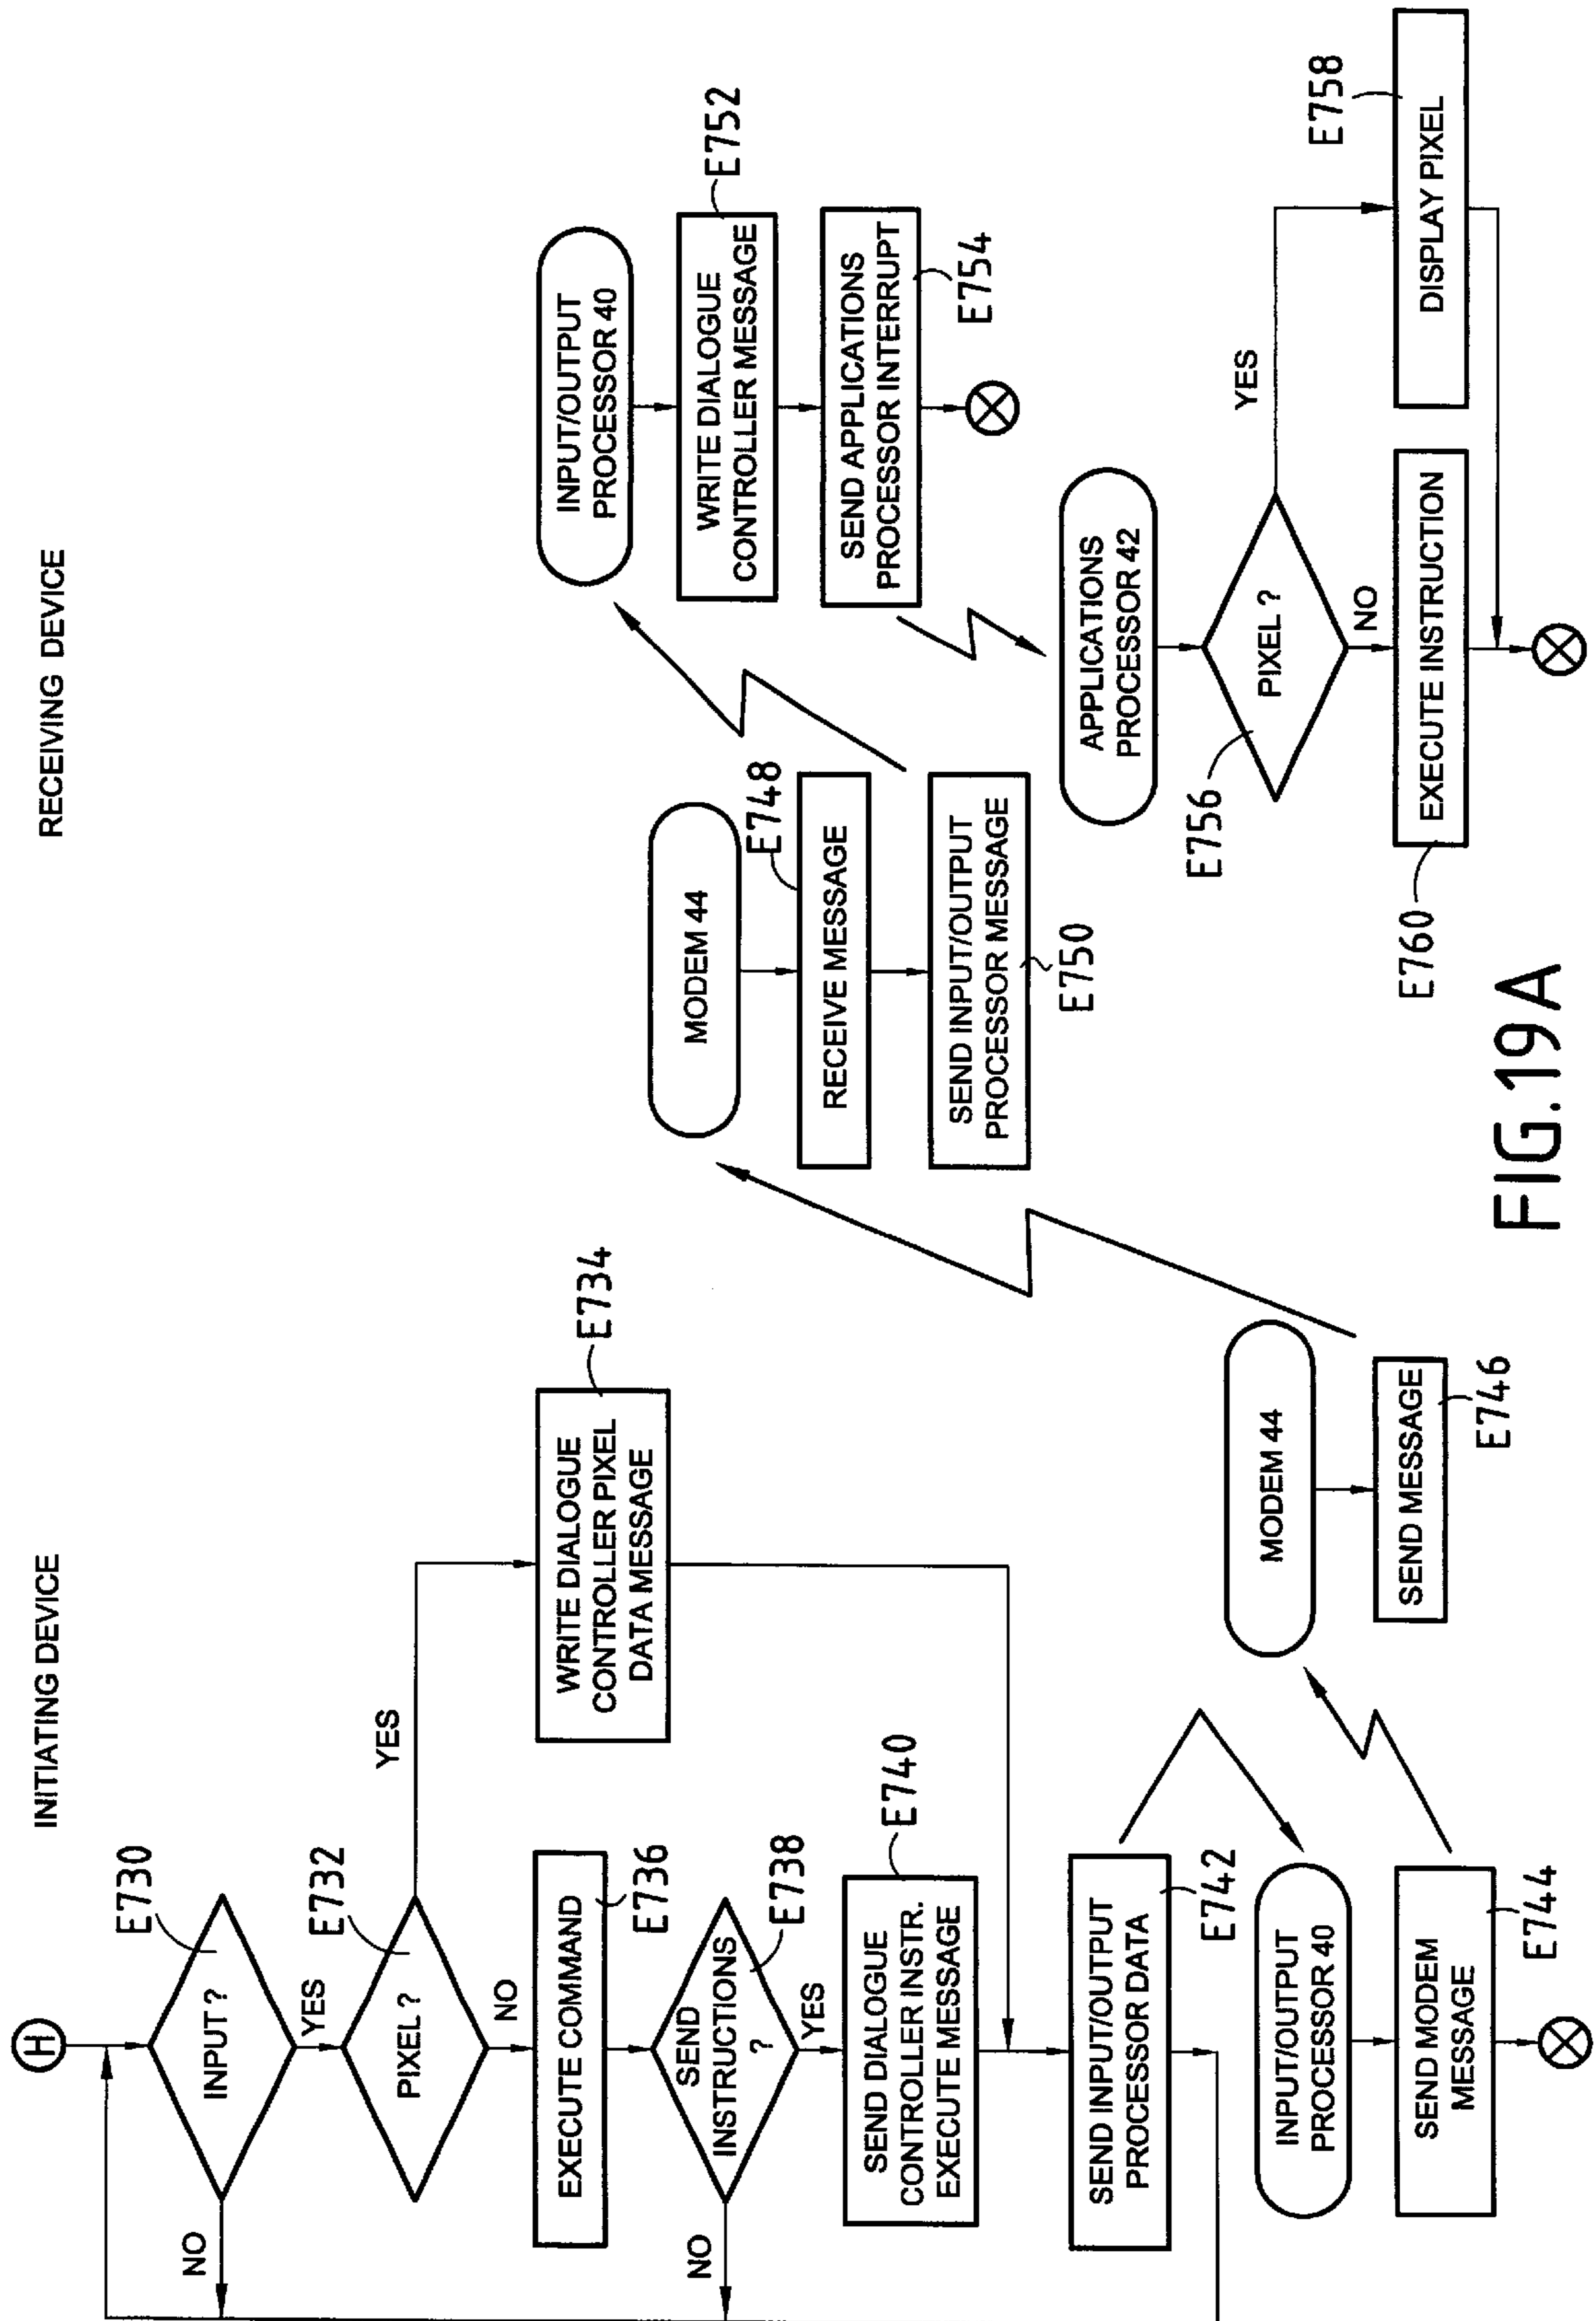 INITIATING DEVICE
H
E730
INPUT ?
NO
YES
E732
PIXEL ?
YES
NO
WRITE DIALOGUE
CONTROLLER PIXEL
DATA MESSAGE
E734
EXECUTE COMMAND
E736
SEND
INSTRUCTIONS
?
E738
NO
YES
SEND DIALOGUE
CONTROLLER INSTR.
EXECUTE MESSAGE
E740
SEND INPUT/OUTPUT
PROCESSOR DATA
E742
INPUT/OUTPUT
PROCESSOR 40
SEND MODEM
MESSAGE
E744
MODEM 44
SEND MESSAGE
E746
RECEIVING DEVICE
MODEM 44
E748
RECEIVE MESSAGE
SEND INPUT/OUTPUT
PROCESSOR MESSAGE
E750
INPUT/OUTPUT
PROCESSOR 40
E752
WRITE DIALOGUE
CONTROLLER MESSAGE
SEND APPLICATIONS
PROCESSOR INTERRUPT
E754
APPLICATIONS
PROCESSOR 42
E756
PIXEL ?
YES
NO
E758
DISPLAY PIXEL
EXECUTE INSTRUCTION
E760
FIG.19A